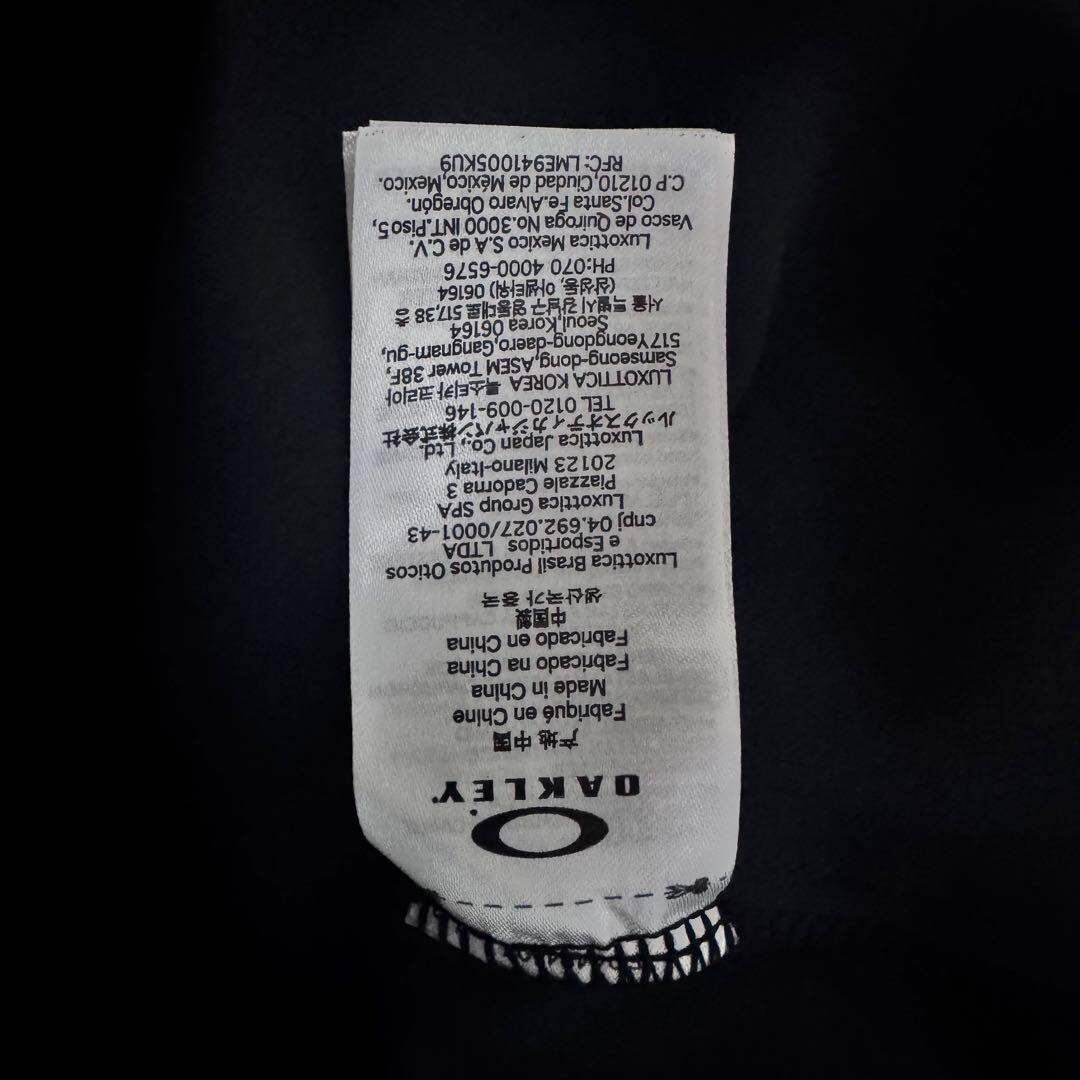 OAKLEY
产地 中国
Fabriqué en Chine
Made in China
Fabricado na China
Fabricado en China
中国製
생산국가 중국
Luxottica Brasil Produtos Oticos
e Esportidos LTDA
cnpj 04.692.027/0001-43
Luxottica Group SPA
Piazzale Cadorna 3
20123 Milano-Italy
Luxottica Japan Co., Ltd.
ルックスオティカジャパン株式会社
TEL 0120-009-146
LUXOTTICA KOREA 룩소티카 코리아
Samseong-dong,ASEM Tower 38F,
517Yeongdong-daero,Gangnam-gu,
Seoul,Korea 06164
서울 특별시 강남구 영동대로 517,38 층
(삼성동, 아셈타워) 06164
PH:070 4000-6576
Luxottica Mexico S.A de C.V.
Vasco de Quiroga No.3000 INT.Piso 5,
Col.Santa Fe.Alvaro Obregón.
C.P 01210,Ciudad de México,Mexico.
RFC: LME941005KU9